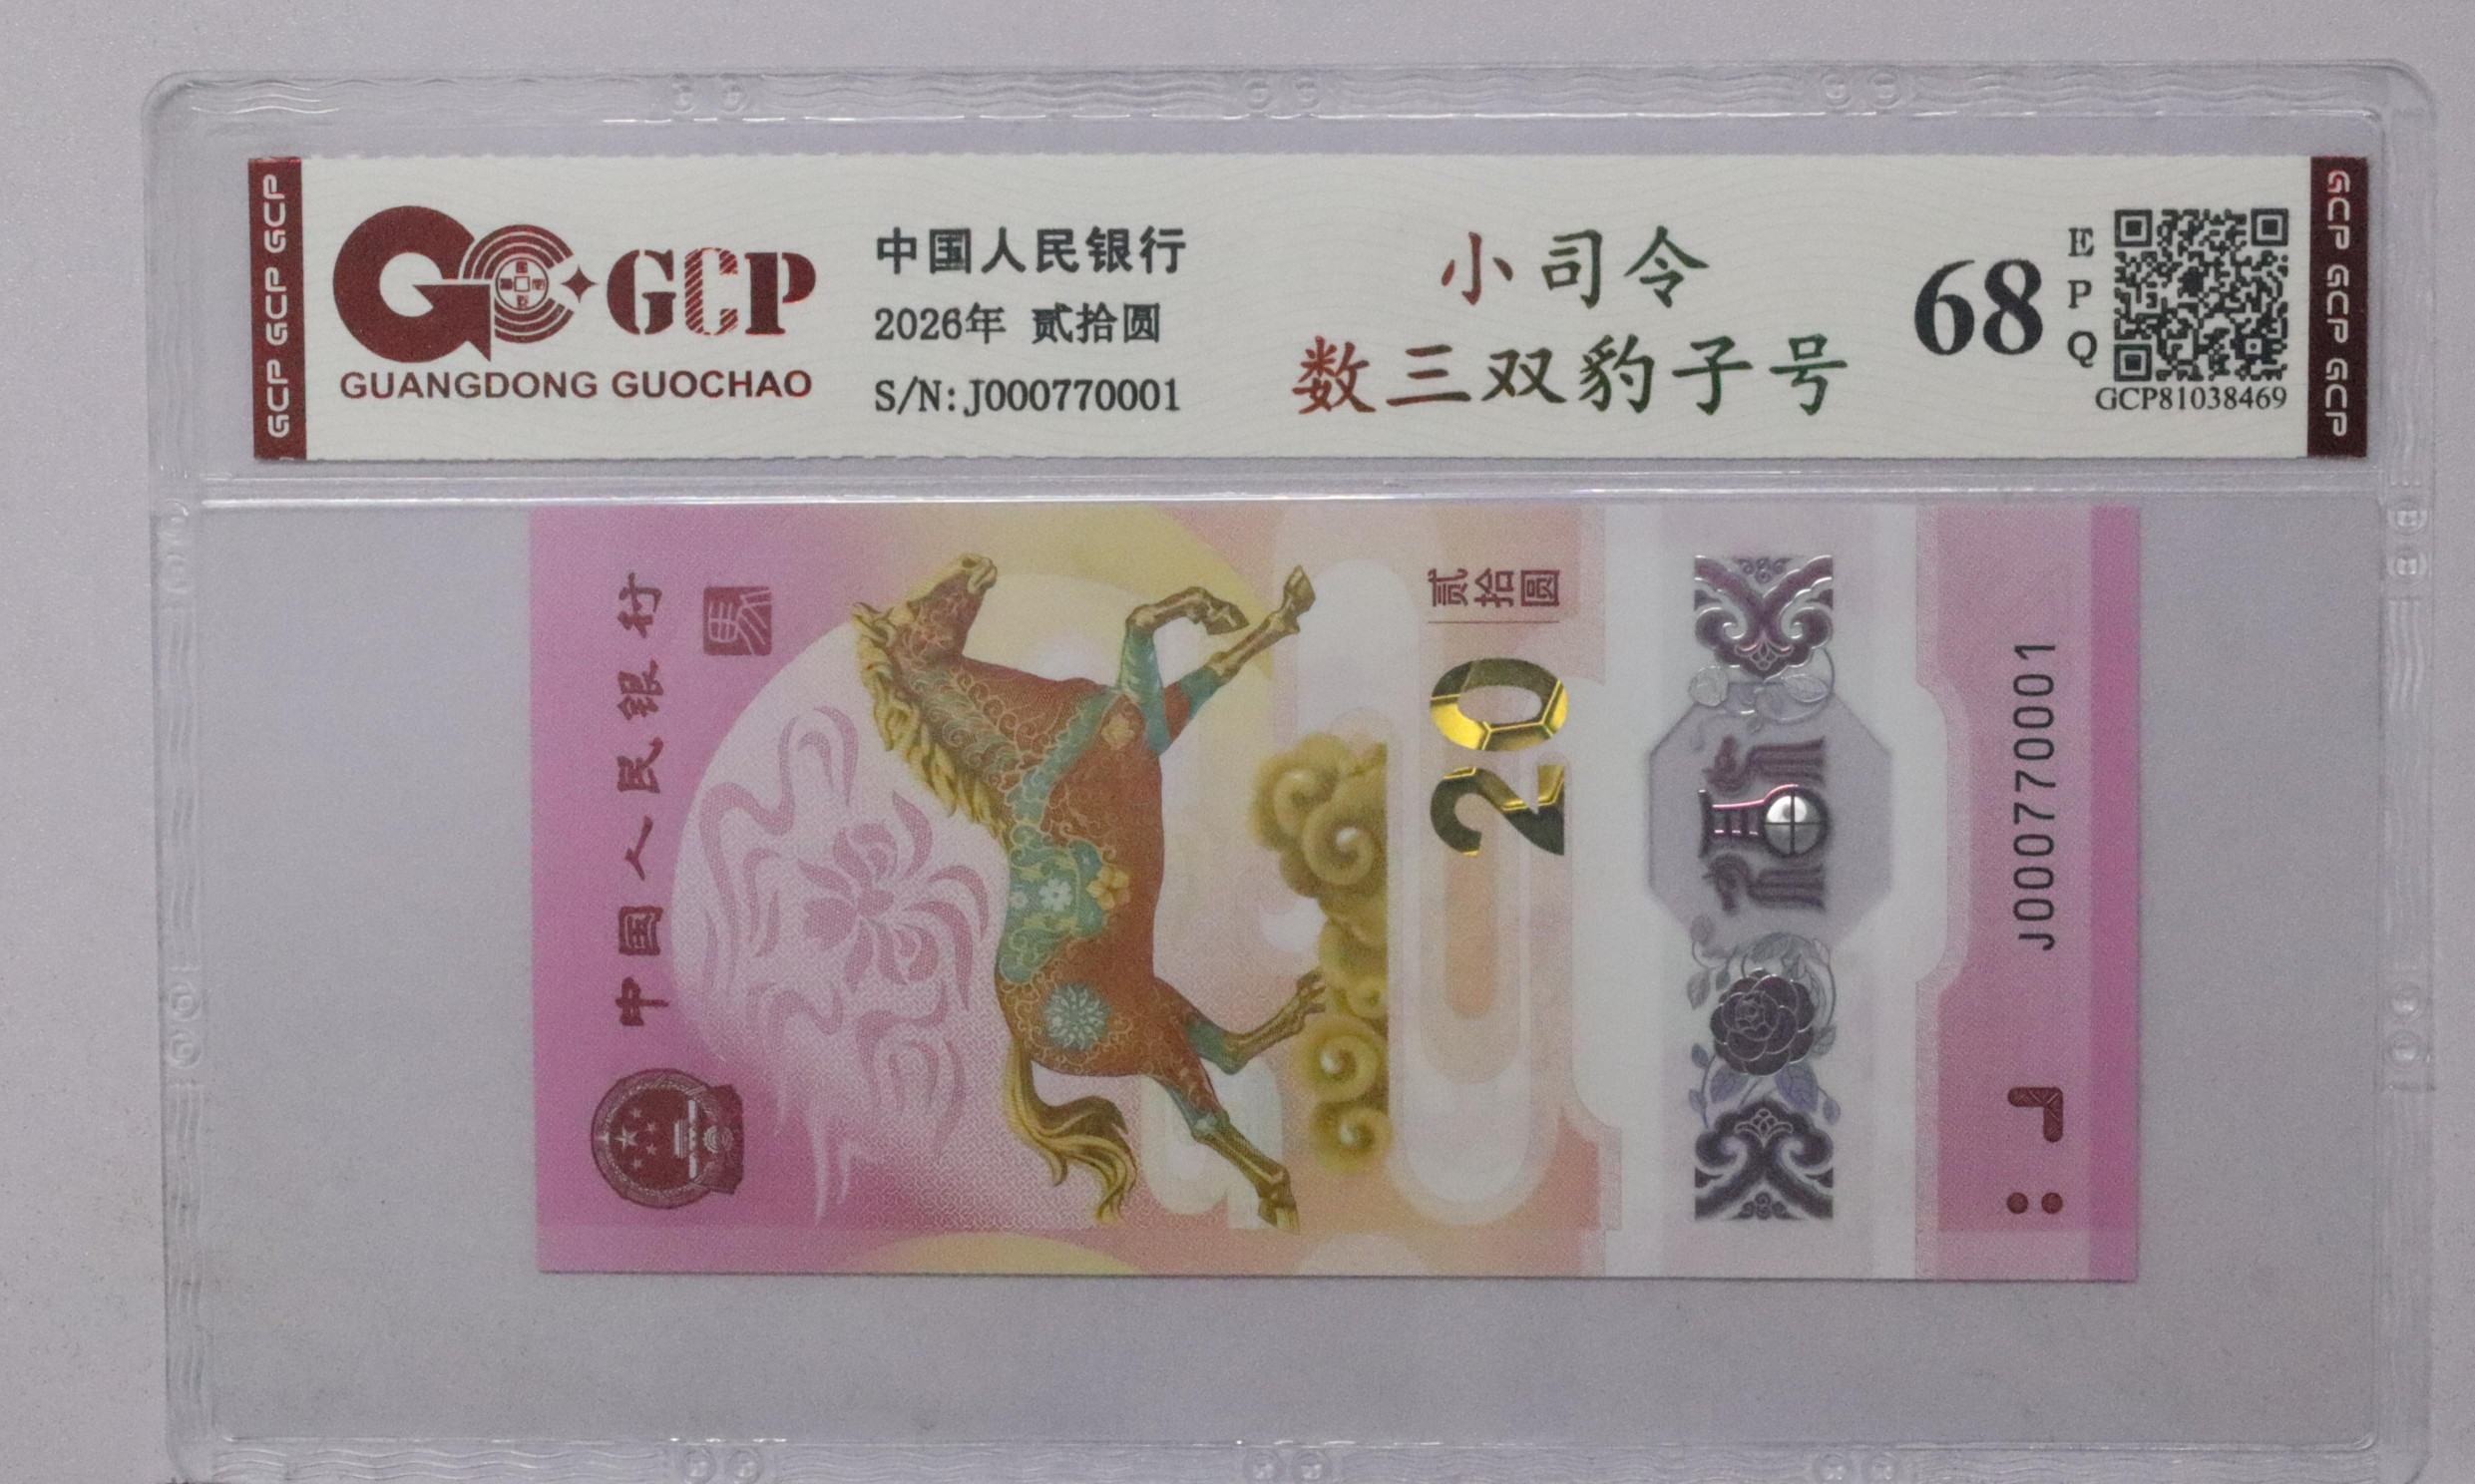 GCP GCP GCP
GCP
GUANGDONG GUOCHAO
中国人民银行
2026年 贰拾圆
S/N:J000770001
小司令
数三双豹子号
68
EPQ
GCP81038469
GCP GCP GCP
中国人民银行
馬
贰拾圆
20
福
J000770001